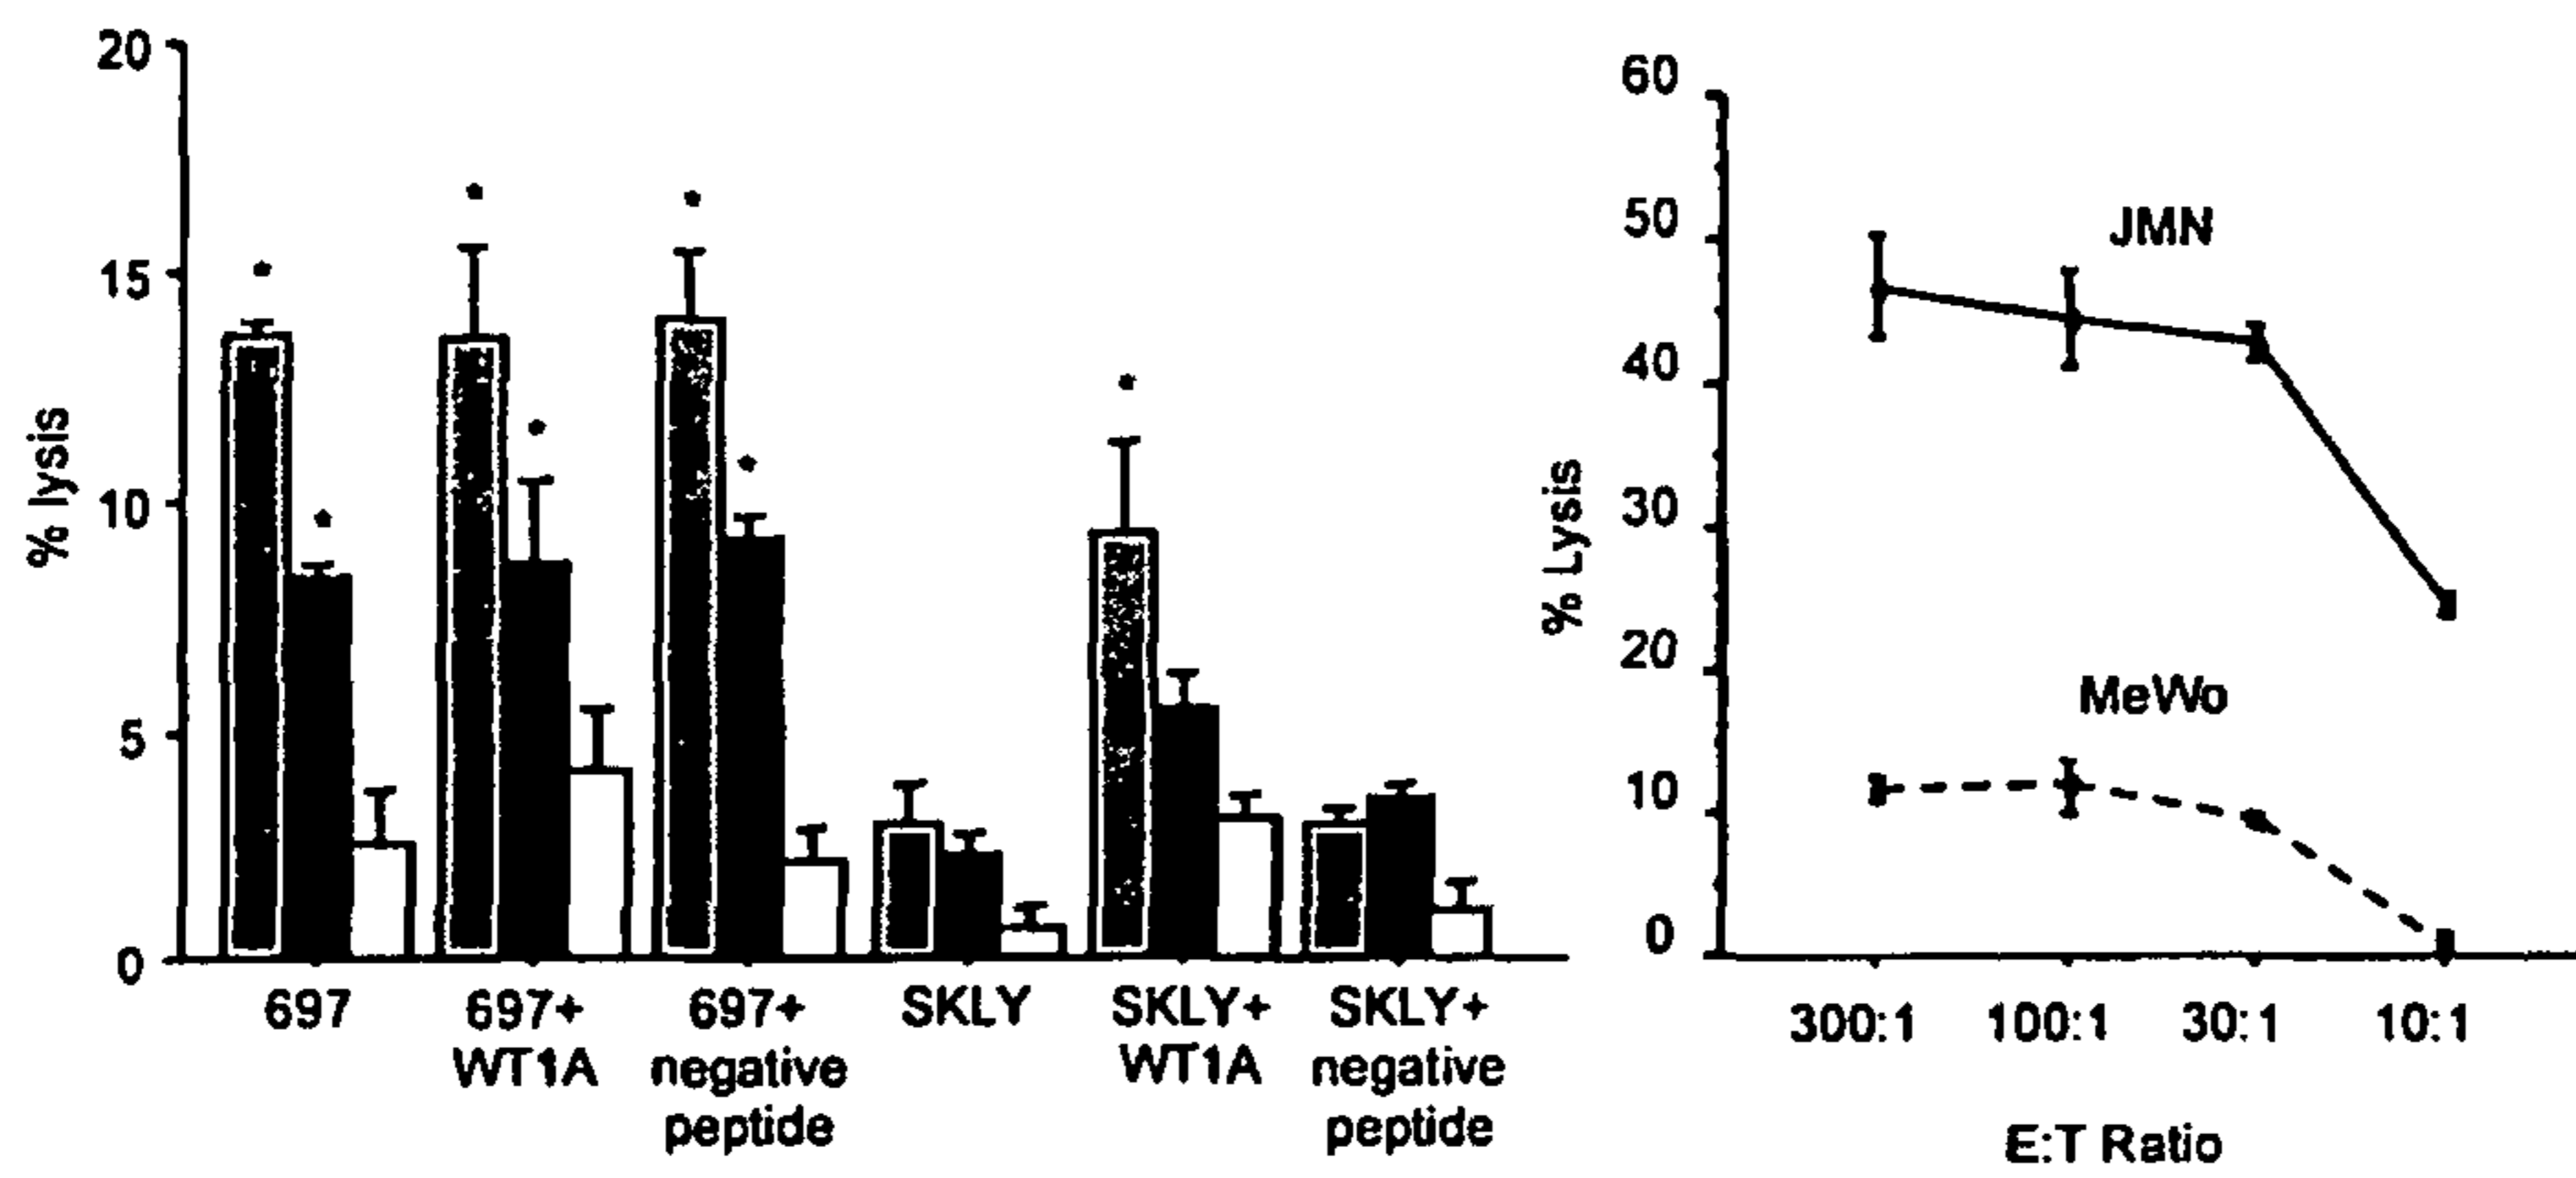 20
15
10
5
0
% lysis
697
697+
WT1A
697+
negative
peptide
SKLY
SKLY+
WT1A
SKLY+
negative
peptide
60
50
40
30
20
10
0
% Lysis
JMN
MeWo
300:1
100:1
30:1
10:1
E:T Ratio